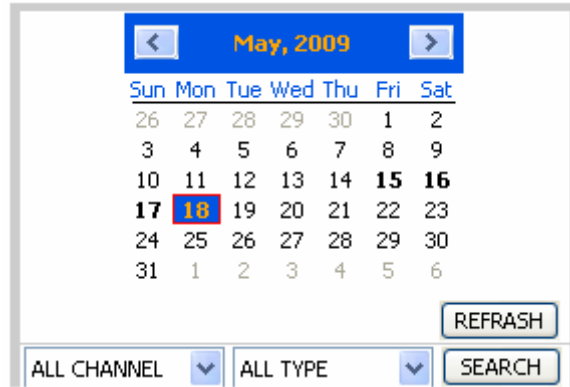 May, 2009
Sun Mon Tue Wed Thu Fri Sat
26 27 28 29 30 1 2
3 4 5 6 7 8 9
10 11 12 13 14 15 16
17 18 19 20 21 22 23
24 25 26 27 28 29 30
31 1 2 3 4 5 6
REFRASH
ALL CHANNEL ALL TYPE SEARCH